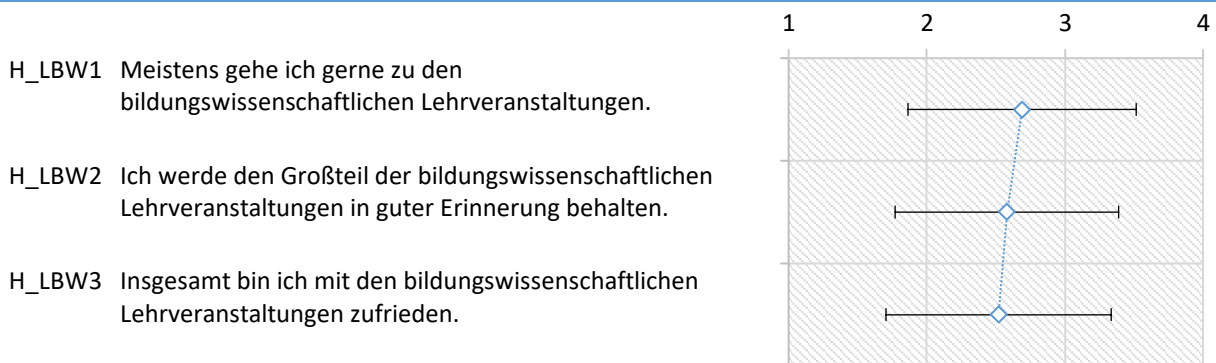 1 2 3 4
H_LBW1 Meistens gehe ich gerne zu den
bildungswissenschaftlichen Lehrveranstaltungen.
H_LBW2 Ich werde den Großteil der bildungswissenschaftlichen
Lehrveranstaltungen in guter Erinnerung behalten.
H_LBW3 Insgesamt bin ich mit den bildungswissenschaftlichen
Lehrveranstaltungen zufrieden.